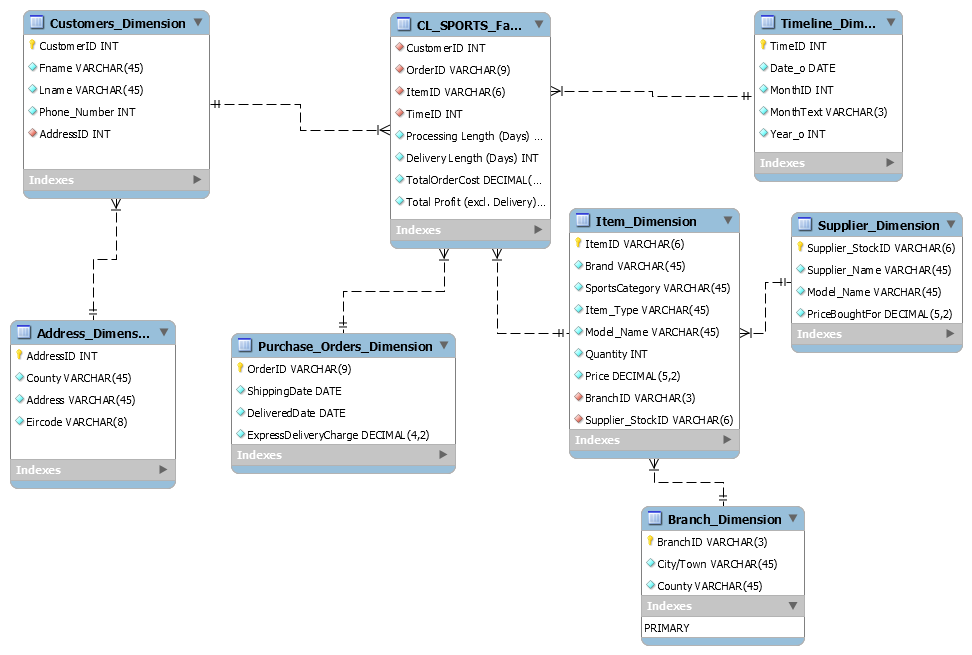 Customers_Dimension
CustomerID INT
Fname VARCHAR(45)
Lname VARCHAR(45)
Phone_Number INT
AddressID INT
Indexes
CL_SPORTS_Fa...
CustomerID INT
OrderID VARCHAR(9)
ItemID VARCHAR(6)
TimeID INT
Processing Length (Days) ...
Delivery Length (Days) INT
TotalOrderCost DECIMAL(...
Total Profit (excl. Delivery)...
Indexes
Timeline_Dim...
TimeID INT
Date_o DATE
MonthID INT
MonthText VARCHAR(3)
Year_o INT
Indexes
Item_Dimension
ItemID VARCHAR(6)
Brand VARCHAR(45)
SportsCategory VARCHAR(45)
Item_Type VARCHAR(45)
Model_Name VARCHAR(45)
Quantity INT
Price DECIMAL(5,2)
BranchID VARCHAR(3)
Supplier_StockID VARCHAR(6)
Indexes
Supplier_Dimension
Supplier_StockID VARCHAR(6)
Supplier_Name VARCHAR(45)
Model_Name VARCHAR(45)
PriceBoughtFor DECIMAL(5,2)
Indexes
Address_Dimens...
AddressID INT
County VARCHAR(45)
Address VARCHAR(45)
Eircode VARCHAR(8)
Indexes
Purchase_Orders_Dimension
OrderID VARCHAR(9)
ShippingDate DATE
DeliveredDate DATE
ExpressDeliveryCharge DECIMAL(4,2)
Indexes
Branch_Dimension
BranchID VARCHAR(3)
City/Town VARCHAR(45)
County VARCHAR(45)
Indexes
PRIMARY